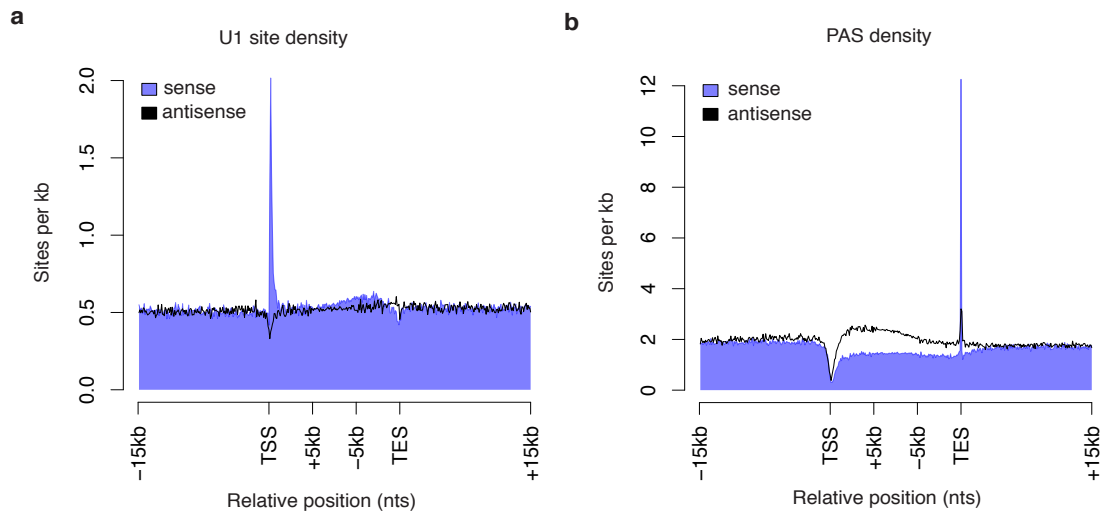 a
U1 site density
sense
antisense
Sites per kb
0.0
0.5
1.0
1.5
2.0
−15kb
TSS
+5kb
−5kb
TES
+15kb
Relative position (nts)
b
PAS density
sense
antisense
Sites per kb
0
2
4
6
8
10
12
−15kb
TSS
+5kb
−5kb
TES
+15kb
Relative position (nts)